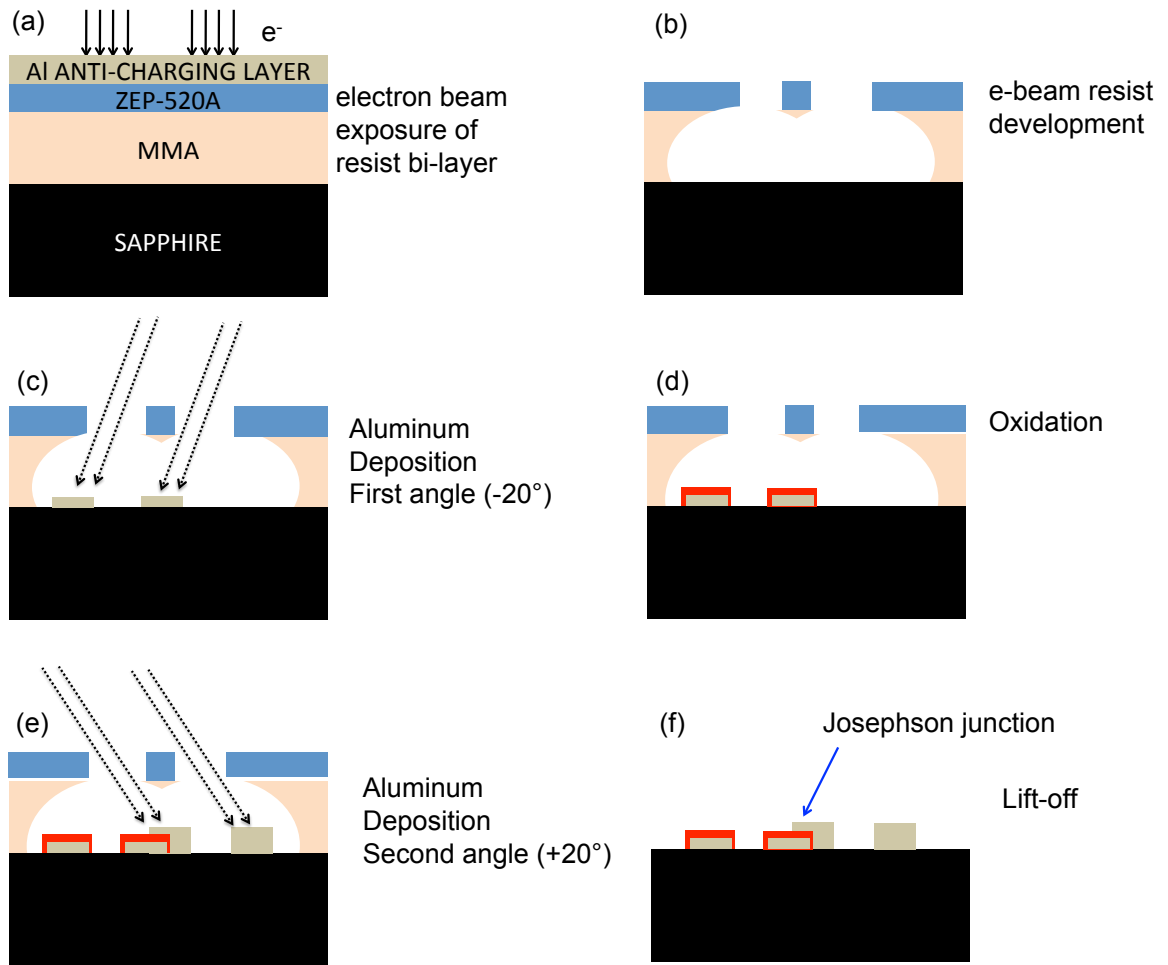 (a)
e-
Al ANTI-CHARGING LAYER
ZEP-520A
MMA
SAPPHIRE
electron beam
exposure of
resist bi-layer
(b)
e-beam resist
development
(c)
Aluminum
Deposition
First angle (-20°)
(d)
Oxidation
(e)
Aluminum
Deposition
Second angle (+20°)
(f)
Josephson junction
Lift-off